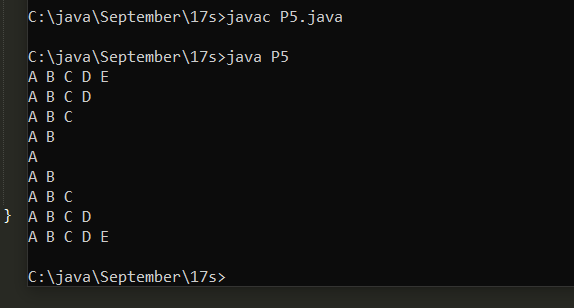 C:\java\September\17s>javac P5.java
C:\java\September\17s>java P5
A B C D E
A B C D
A B C
A B
A
A B
A B C
} A B C D
A B C D E
C:\java\September\17s>